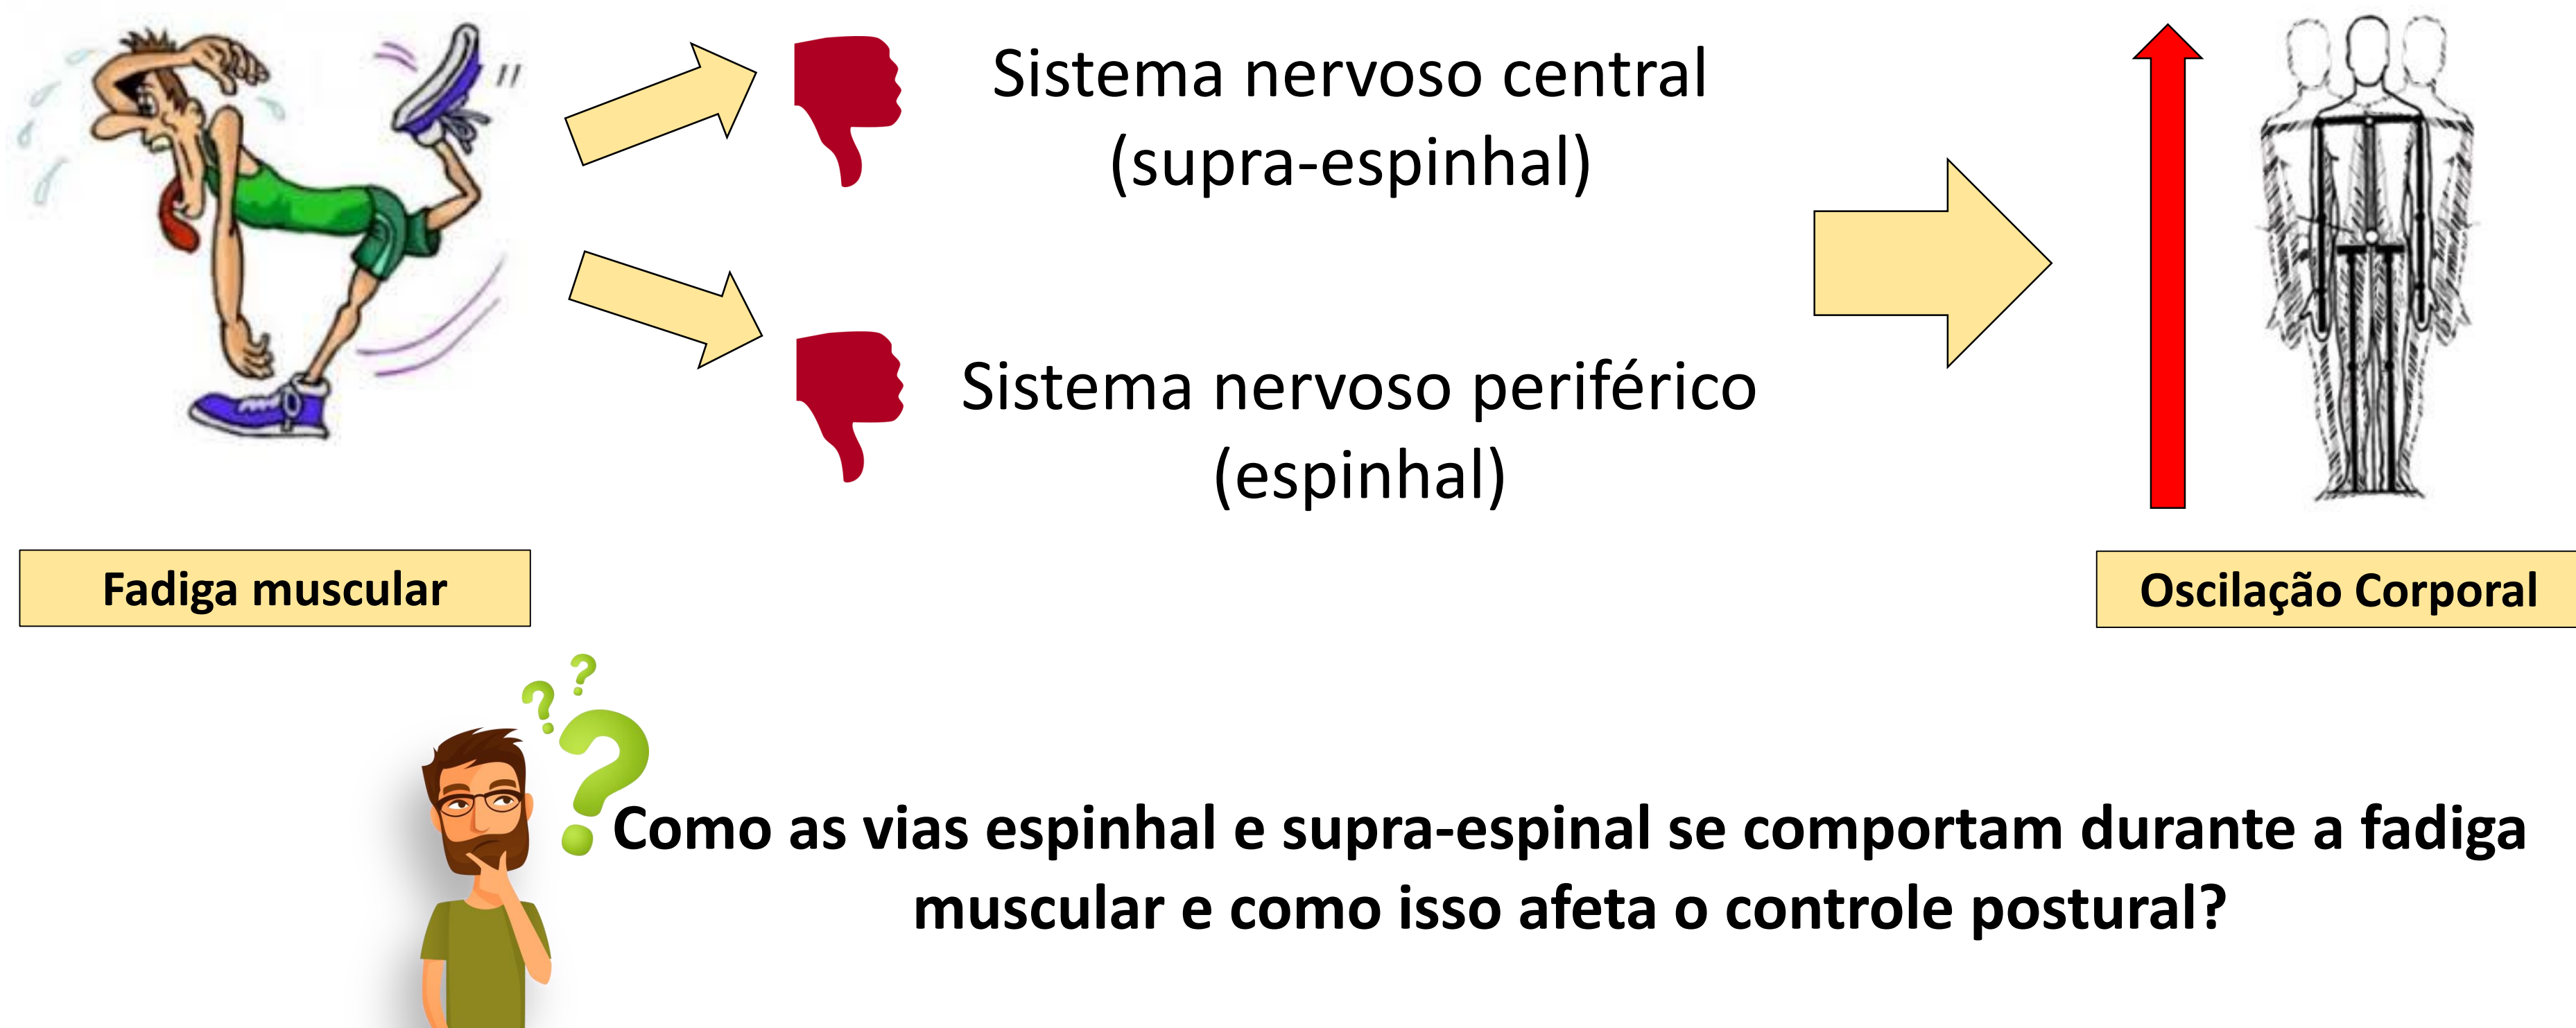 Sistema nervoso central
(supra-espinhal)
Sistema nervoso periférico
(espinhal)
Fadiga muscular
Oscilação Corporal
Como as vias espinhal e supra-espinal se comportam durante a fadiga
muscular e como isso afeta o controle postural?